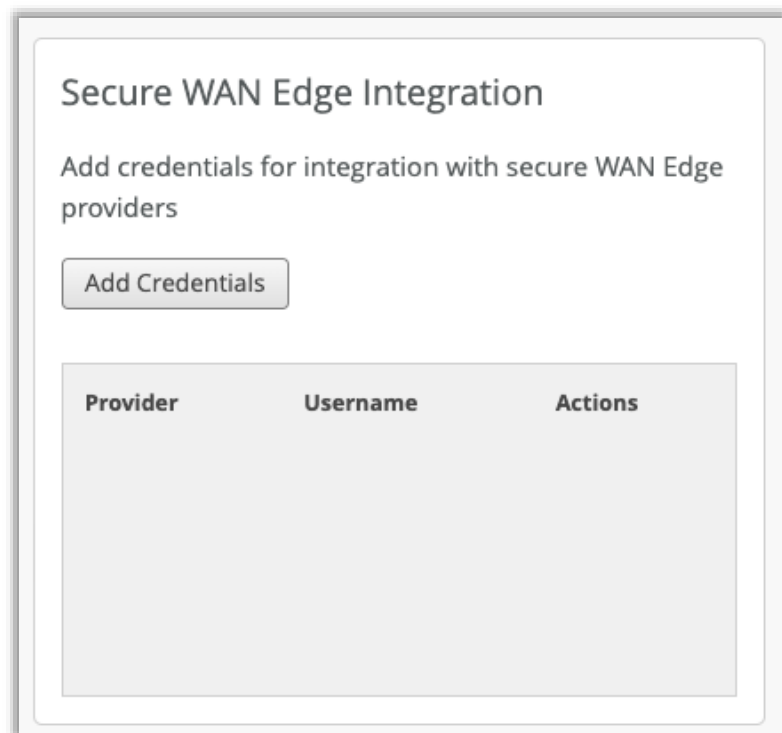 Secure WAN Edge Integration
Add credentials for integration with secure WAN Edge
providers
Add Credentials
Provider Username Actions